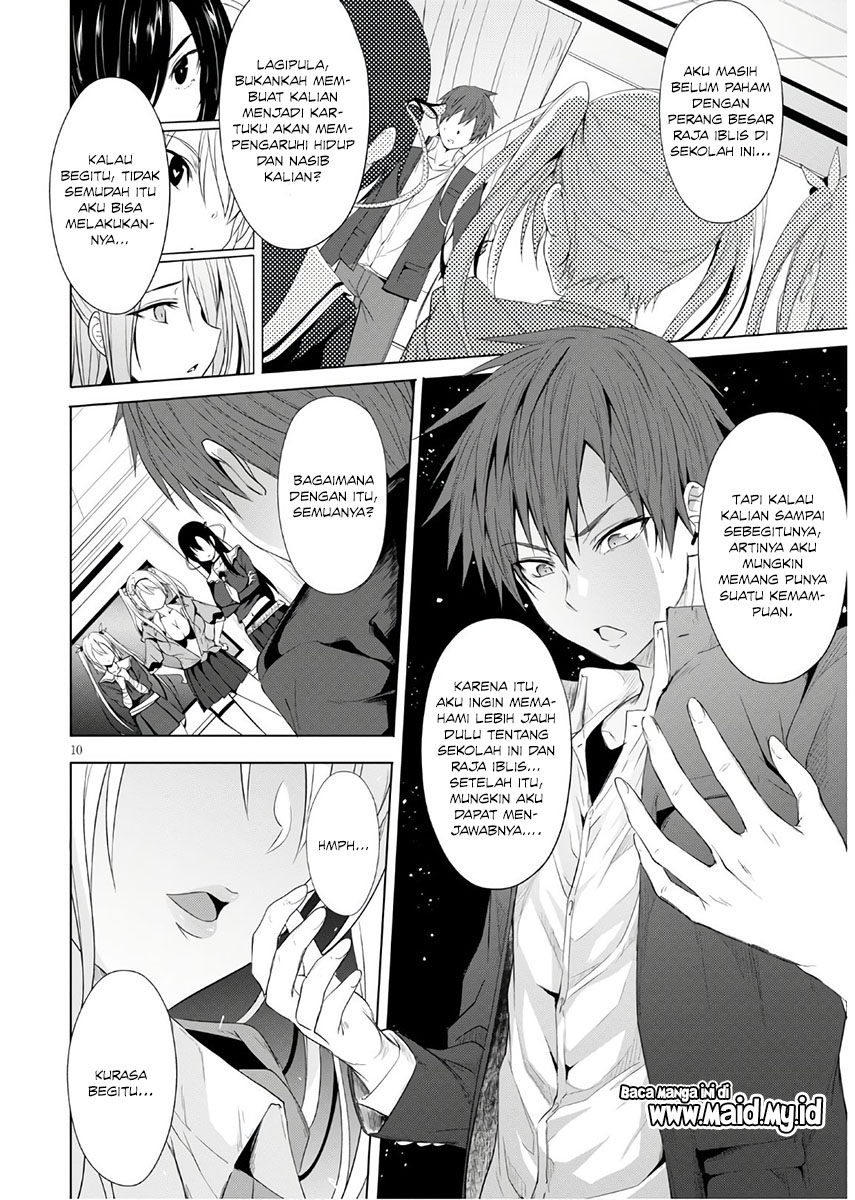 AKU MASIH
BELUM PAHAM
DENGAN
PERANG BESAR
RAJA IBLIS DI
SEKOLAH INI...
LAGIPULA,
BUKANKAH MEM-
BUAT KALIAN
MENJADI KAR-
TUKU AKAN MEM-
PENGARUHI HIDUP
DAN NASIB
KALIAN?
KALAU
BEGITU, TIDAK
SEMUDAH ITU
AKU BISA
MELAKUKAN-
NYA...
TAPI KALAU
KALIAN SAMPAI
SEBEGITUNYA,
ARTINYA AKU
MUNGKIN
MEMANG PUNYA
SUATU KEMAM-
PUAN.
KARENA ITU,
AKU INGIN MEMA-
HAMI LEBIH JAUH
DULU TENTANG
SEKOLAH INI DAN
RAJA IBLIS...
SETELAH ITU,
MUNGKIN AKU
DAPAT MEN-
JAWABNYA....
BAGAIMANA
DENGAN ITU,
SEMUANYA?
10
HMPH...
KURASA
BEGITU...
Baca Manga ini di
www.Maid.My.id